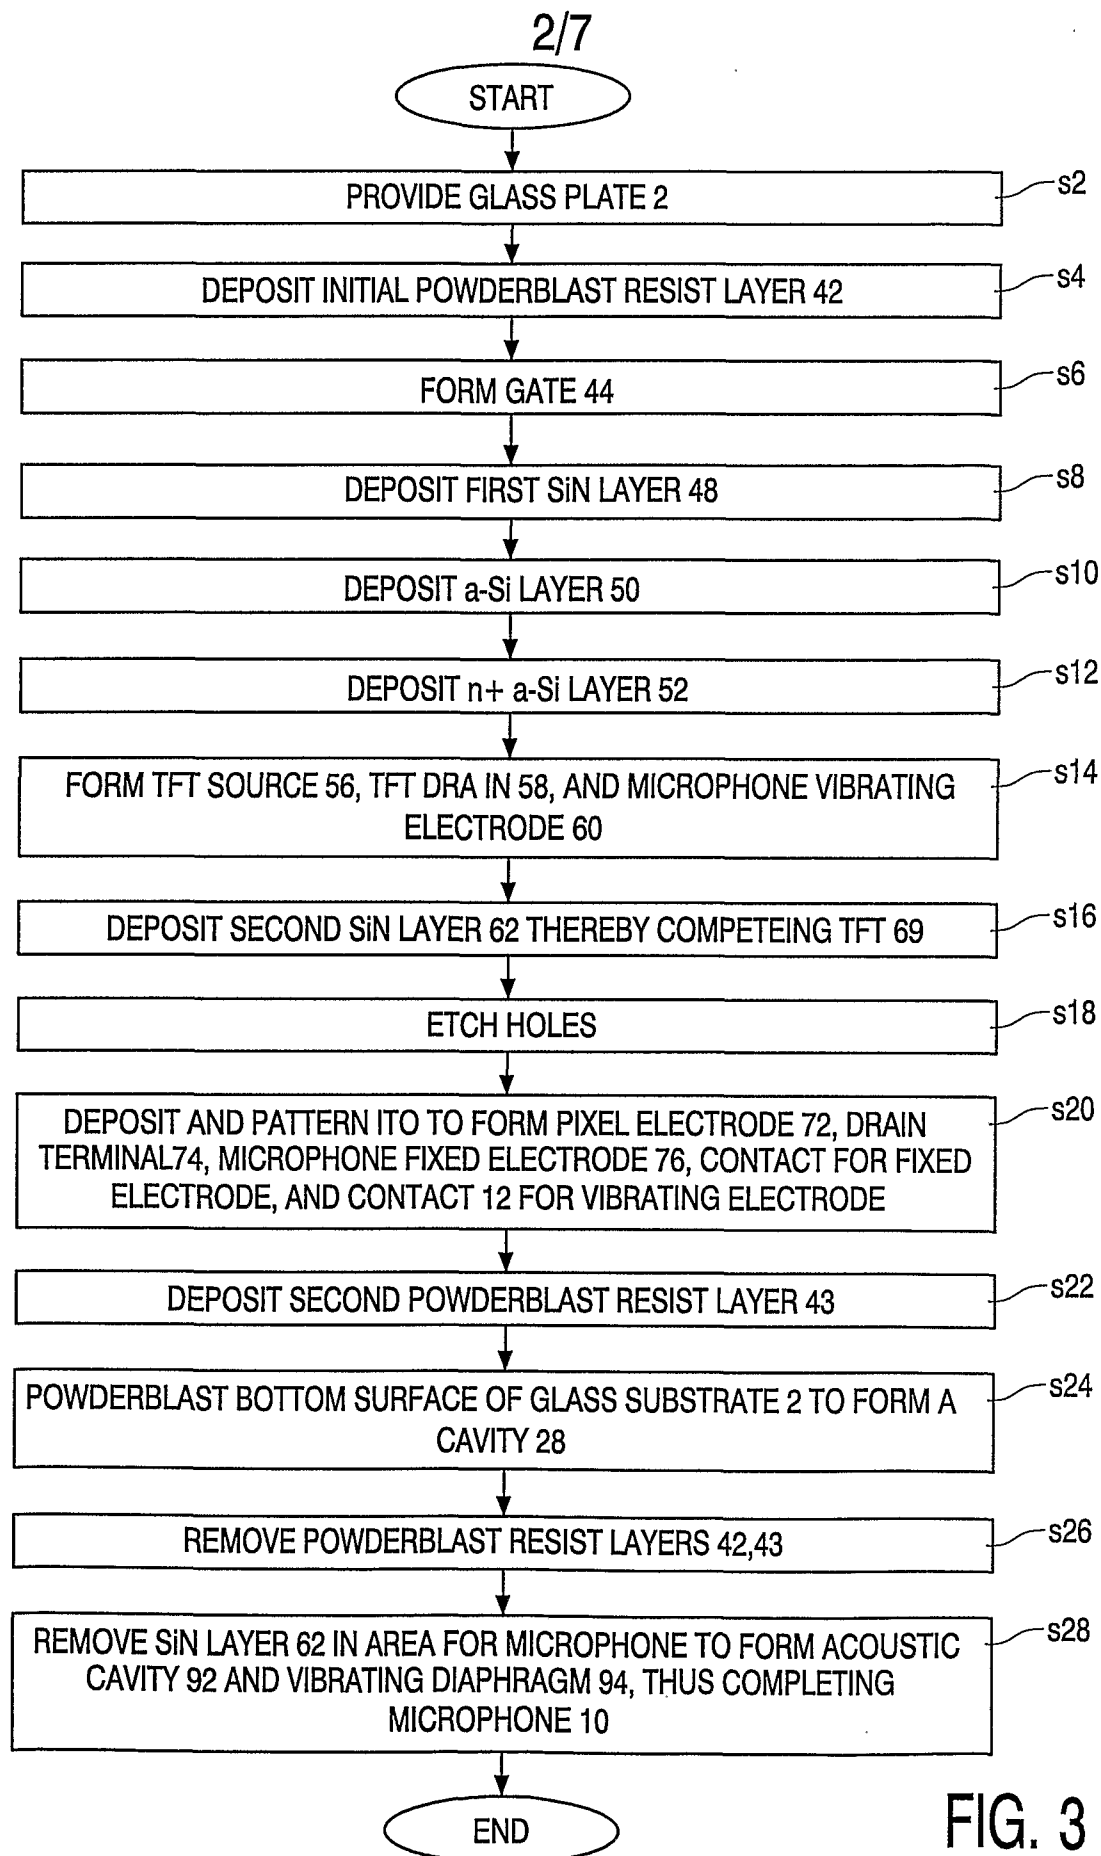 2/7
START
PROVIDE GLASS PLATE 2
s2
DEPOSIT INITIAL POWDERBLAST RESIST LAYER 42
s4
FORM GATE 44
s6
DEPOSIT FIRST SiN LAYER 48
s8
DEPOSIT a-Si LAYER 50
s10
DEPOSIT n+ a-Si LAYER 52
s12
FORM TFT SOURCE 56, TFT DRA IN 58, AND MICROPHONE VIBRATING
ELECTRODE 60
s14
DEPOSIT SECOND SiN LAYER 62 THEREBY COMPETEING TFT 69
s16
ETCH HOLES
s18
DEPOSIT AND PATTERN ITO TO FORM PIXEL ELECTRODE 72, DRAIN
TERMINAL74, MICROPHONE FIXED ELECTRODE 76, CONTACT FOR FIXED
ELECTRODE, AND CONTACT 12 FOR VIBRATING ELECTRODE
s20
DEPOSIT SECOND POWDERBLAST RESIST LAYER 43
s22
POWDERBLAST BOTTOM SURFACE OF GLASS SUBSTRATE 2 TO FORM A
CAVITY 28
s24
REMOVE POWDERBLAST RESIST LAYERS 42,43
s26
REMOVE SiN LAYER 62 IN AREA FOR MICROPHONE TO FORM ACOUSTIC
CAVITY 92 AND VIBRATING DIAPHRAGM 94, THUS COMPLETING
MICROPHONE 10
s28
END
FIG. 3